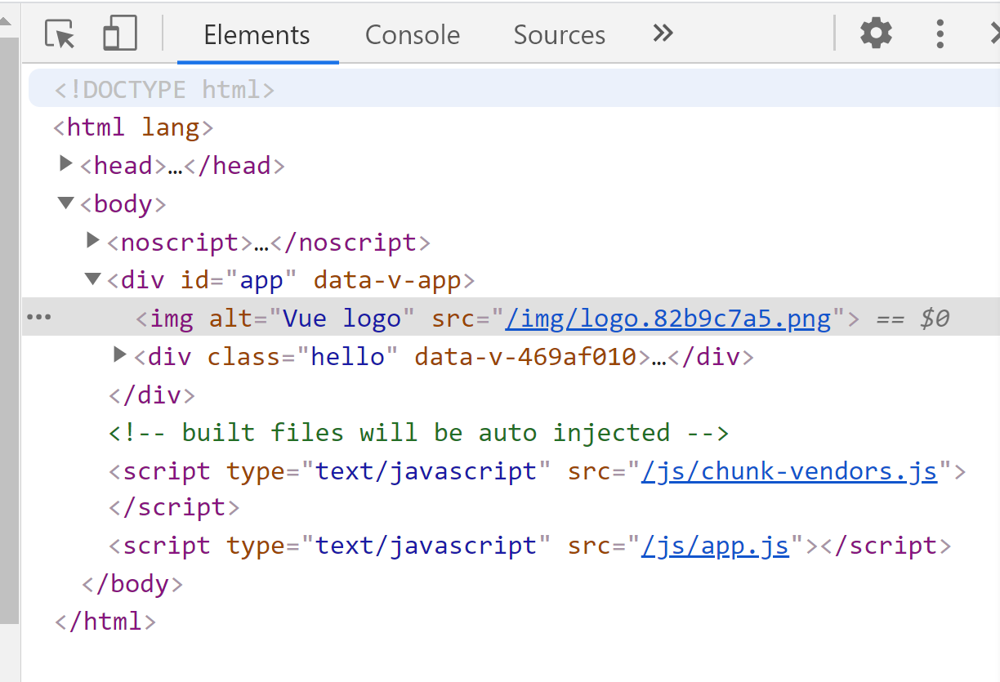 Elements Console Sources
<!DOCTYPE html>
<html lang>
<head>…</head>
<body>
<noscript>…</noscript>
<div id="app" data-v-app>
<img alt="Vue logo" src="/img/logo.82b9c7a5.png"> == $0
<div class="hello" data-v-469af010>…</div>
</div>
<!-- built files will be auto injected -->
<script type="text/javascript" src="/js/chunk-vendors.js">
</script>
<script type="text/javascript" src="/js/app.js"></script>
</body>
</html>